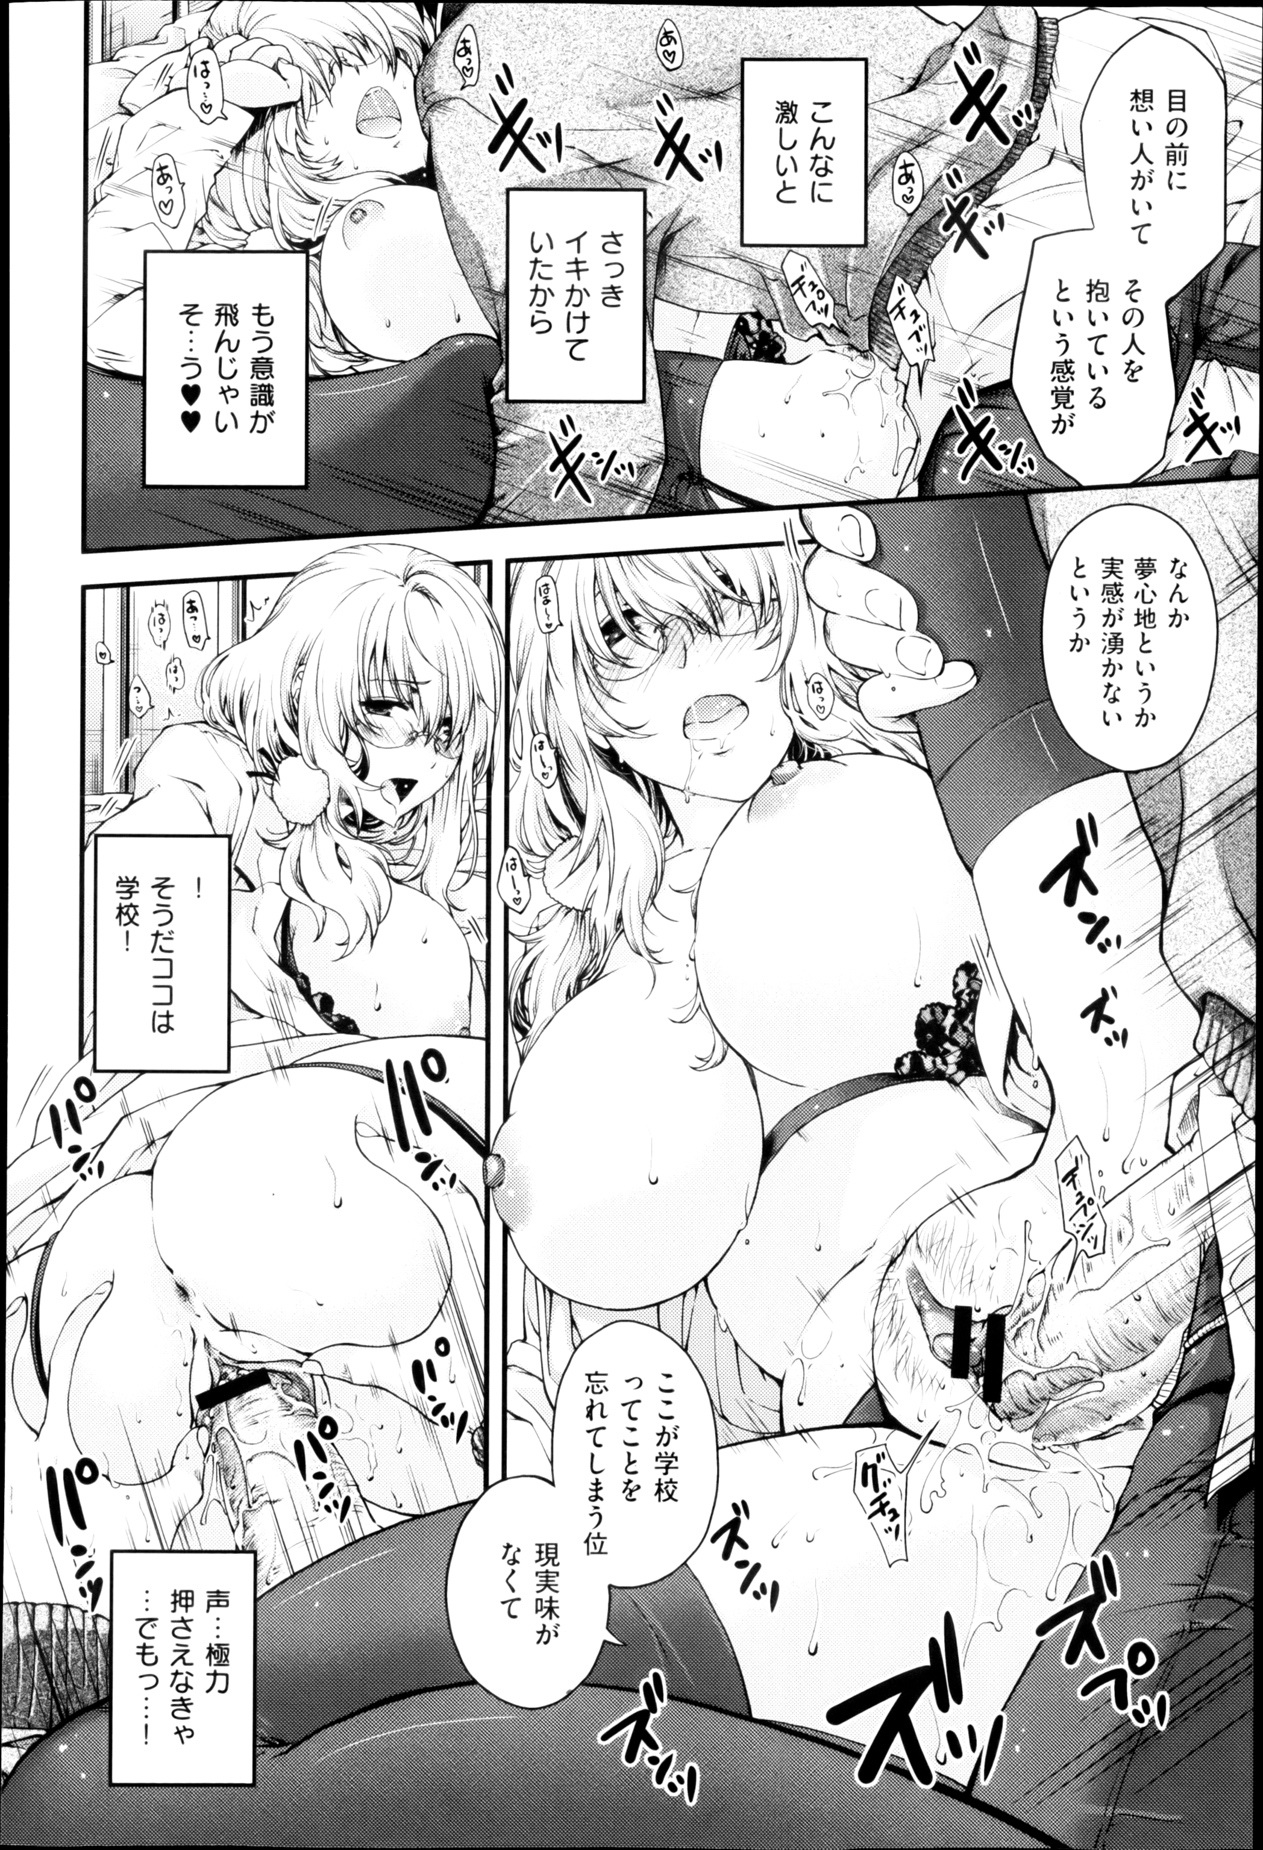 目の前に
想い人がいて
その人を
抱いている
という感覚が
こんなに
激しいと
さっき
イキかけて
いたから
もう意識が
飛んじゃい
そ…う♥♥
なんか
夢心地というか
実感が湧かない
というか
ここが学校
ってことを
忘れてしまう位
現実味が
なくて
！
そうだココは
学校！
声…極力
押さえなきゃ
…でもっ…！